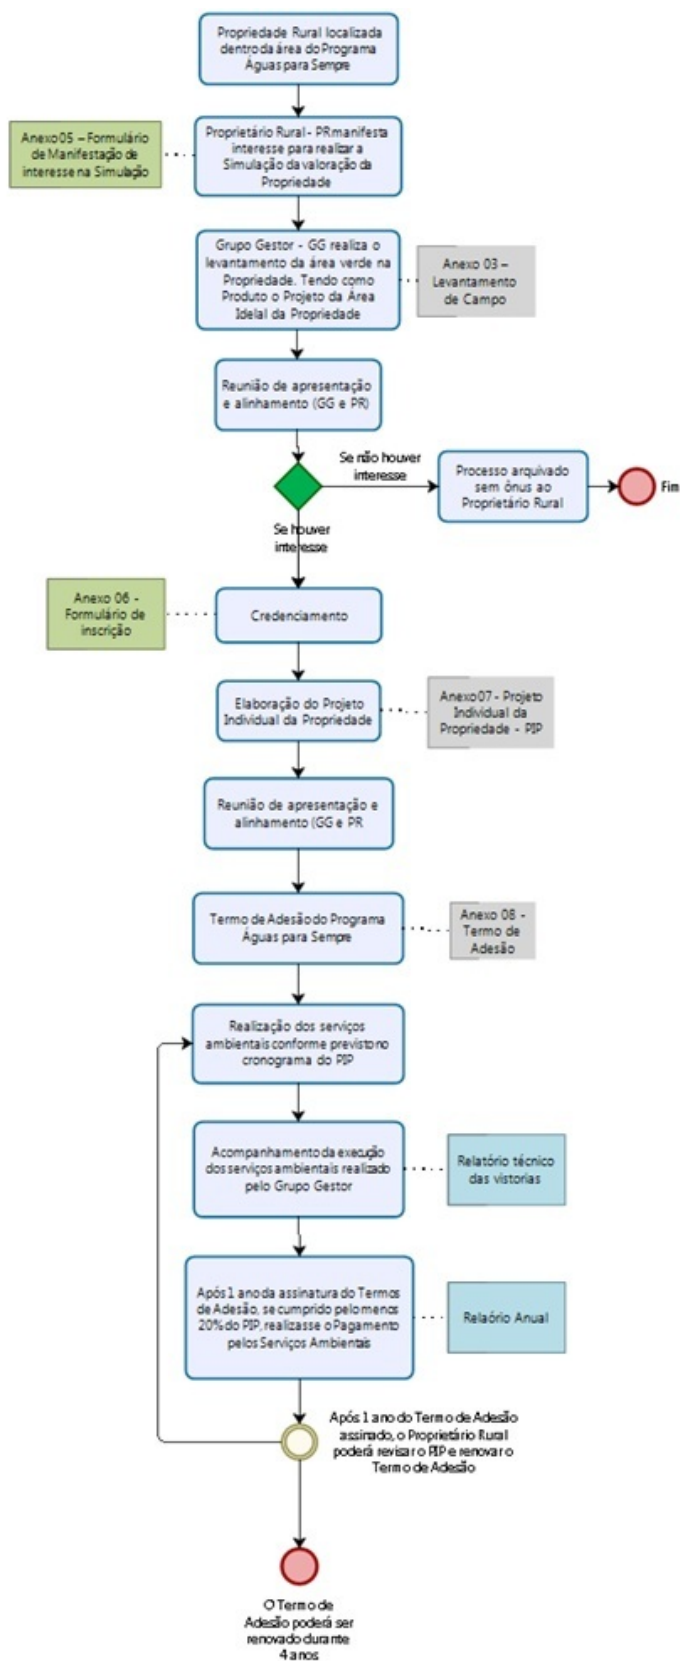 Propriedade Rural localizada
dentro da área do Programa
Águas para Sempre
Anexo 05 – Formulário
de Manifestação de
interesse na Simulação
Proprietário Rural - PR manifesta
interesse para realizar a
Simulação da valoração da
Propriedade
Grupo Gestor - GG realiza o
levantamento da área verde na
Propriedade. Tendo como
Produto o Projeto da Área
Idelal da Propriedade
Anexo 03 –
Levantamento
de Campo
Reunião de apresentação
e alinhamento (GG e PR)
Se não houver
interesse
Processo arquivado
sem ônus ao
Proprietário Rural
Fim
Se houver
interesse
Anexo 06 -
Formulário de
inscrição
Credenciamento
Elaboração do Projeto
Individual da Propriedade
Anexo 07 - Projeto
Individual da
Propriedade - PIP
Reunião de apresentação e
alinhamento (GG e PR
Termo de Adesão do Programa
Águas para Sempre
Anexo 08 -
Termo de
Adesão
Realização dos serviços
ambientais conforme previsto no
cronograma do PIP
Acompanhamento da execução
dos serviços ambientais realizado
pelo Grupo Gestor
Relatório técnico
das vistorias
Após 1 ano da assinatura do Termos
de Adesão, se cumprido pelo menos
20% do PIP, realizasse o Pagamento
pelos Serviços Ambientais
Relaório Anual
Após 1 ano do Termo de Adesão
assinado, o Proprietário Rural
poderá revisar o PIP e renovar o
Termo de Adesão
O Termo de
Adesão poderá ser
renovado durante
4 anos